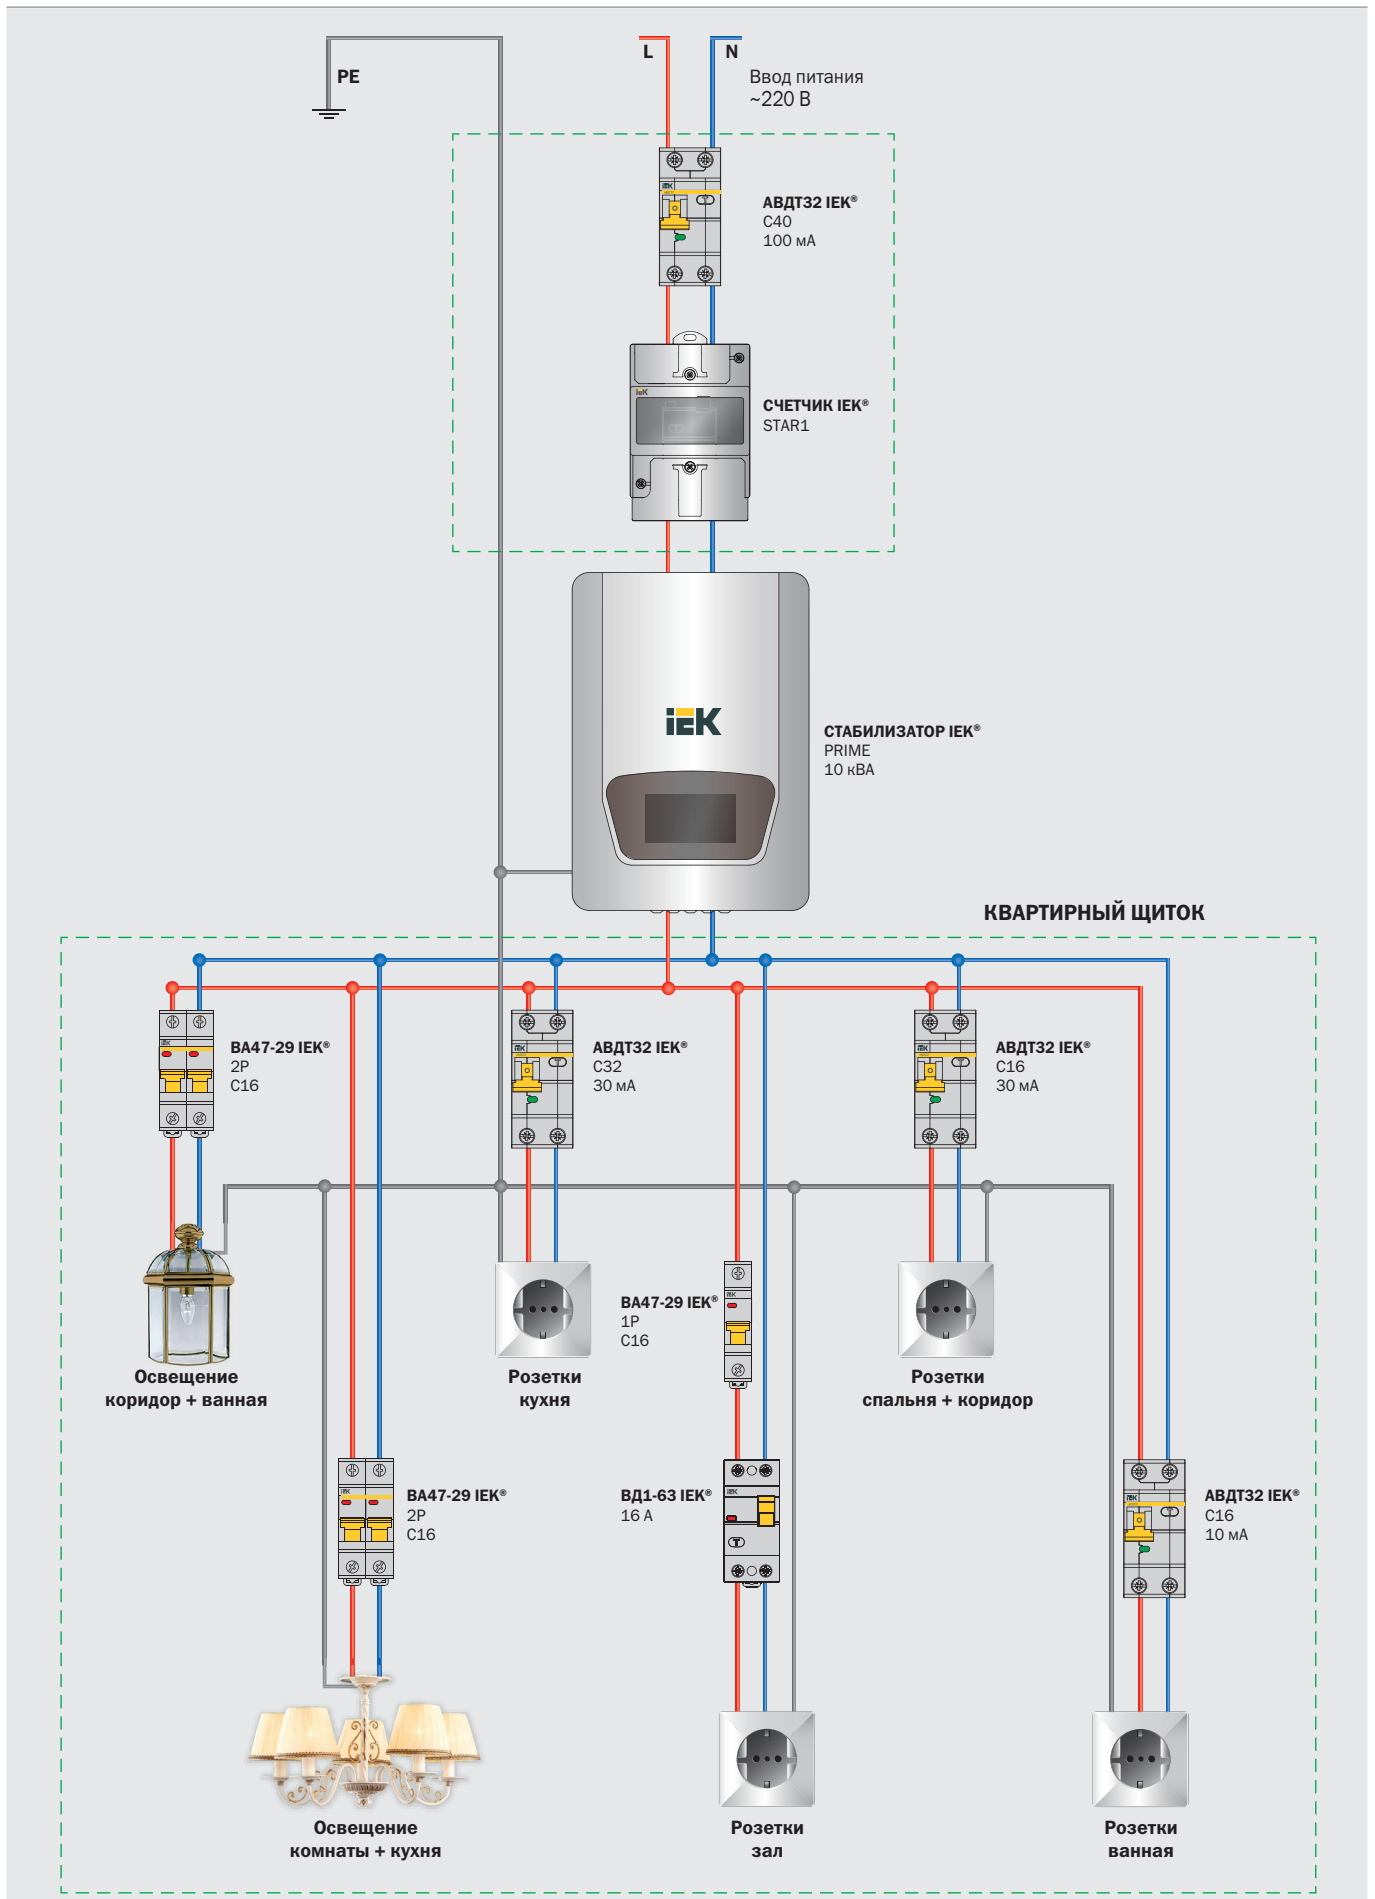 PE
L
N
Ввод питания
~220 В
АВДТ32 IEK®
C40
100 мА
СЧЕТЧИК IEK®
STAR1
IEK
СТАБИЛИЗАТОР IEK®
PRIME
10 кВА
КВАРТИРНЫЙ ЩИТОК
ВА47-29 IEK®
2P
C16
АВДТ32 IEK®
C32
30 мА
АВДТ32 IEK®
C16
30 мА
ВА47-29 IEK®
1P
C16
Освещение
коридор + ванная
Розетки
кухня
Розетки
спальня + коридор
ВА47-29 IEK®
2P
C16
ВД1-63 IEK®
16 А
АВДТ32 IEK®
C16
10 мА
Освещение
комнаты + кухня
Розетки
зал
Розетки
ванная